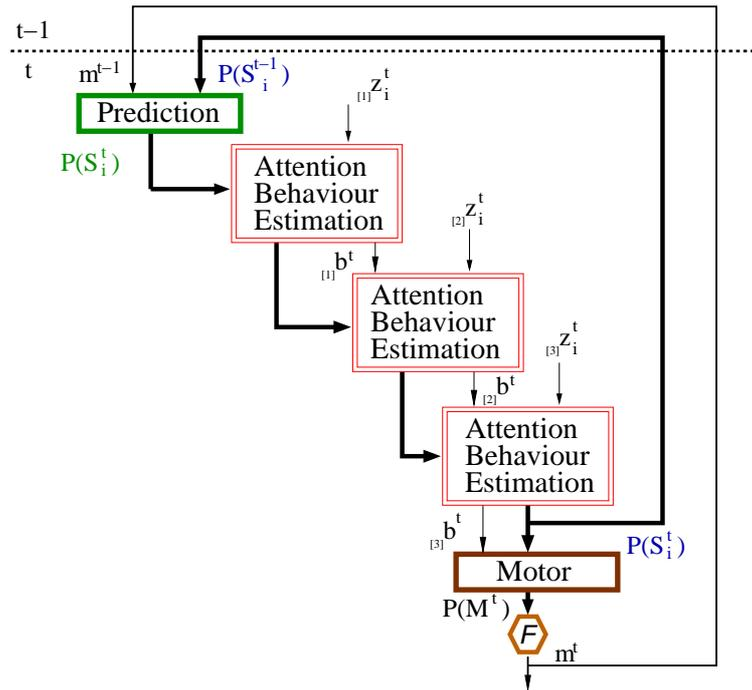 t−1
t
m^{t−1}
P(S_i^{t−1})
Prediction
P(S_i^t)
[1]z_i^t
Attention
Behaviour
Estimation
[2]z_i^t
[1]b^t
Attention
Behaviour
Estimation
[3]z_i^t
[2]b^t
Attention
Behaviour
Estimation
[3]b^t
P(S_i^t)
Motor
P(M^t)
F
m^t